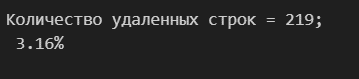 Количество удаленных строк = 219;
3.16%